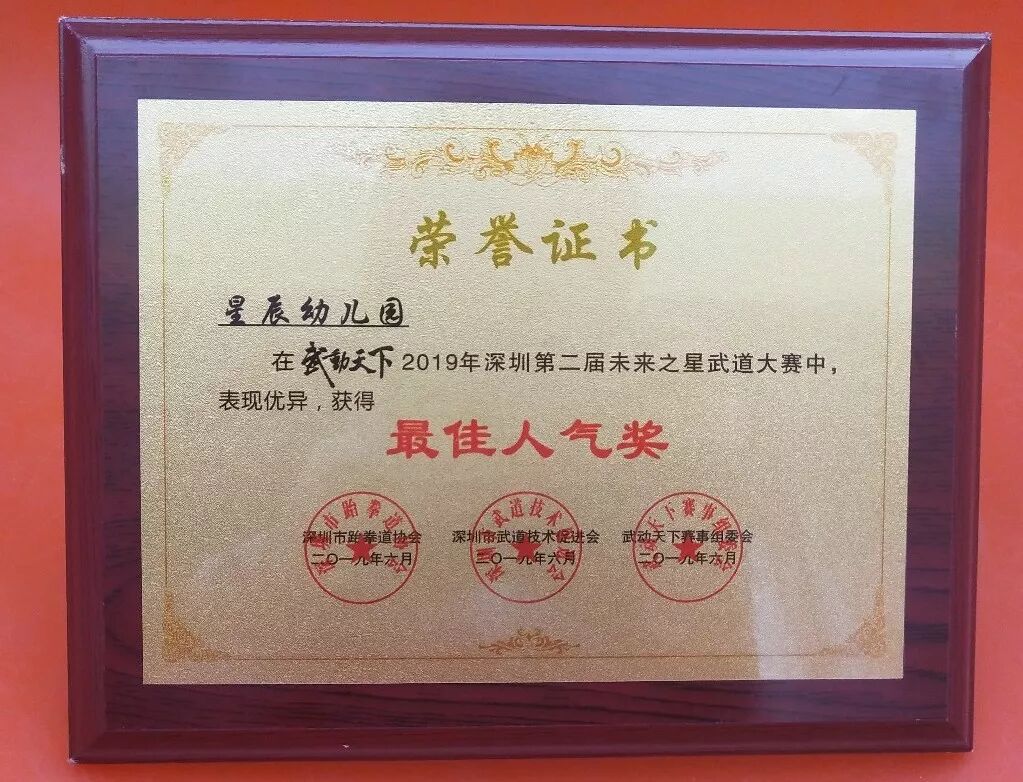 荣誉证书
星辰幼儿园
在武动天下2019年深圳第二届未来之星武道大赛中，
表现优异，获得
最佳人气奖
深圳市跆拳道协会 深圳市武道技术促进会 武动天下赛事组委会
二〇一九年六月 二〇一九年六月 二〇一九年六月